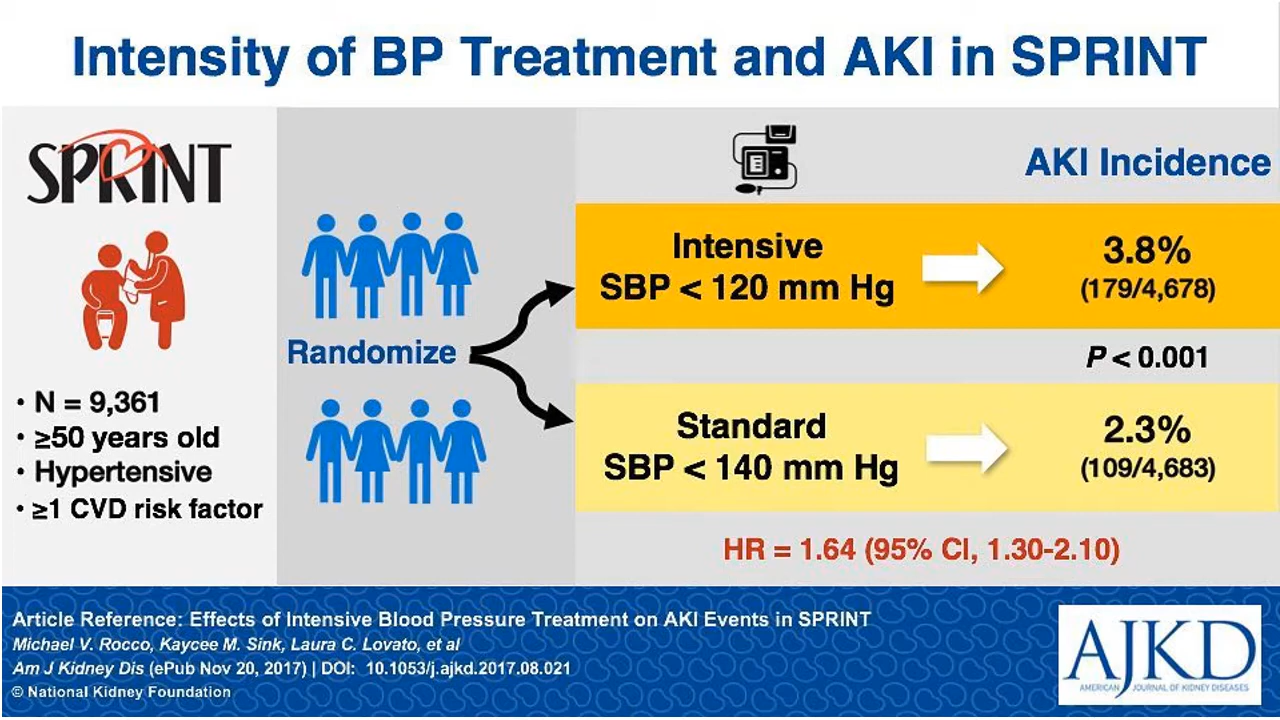 Intensity of BP Treatment and AKI in SPRINT
SPRINT
• N = 9,361
• ≥50 years old
• Hypertensive
• ≥1 CVD risk factor
Randomize
AKI Incidence
Intensive
SBP < 120 mm Hg
3.8%
(179/4,678)
P < 0.001
Standard
SBP < 140 mm Hg
2.3%
(109/4,683)
HR = 1.64 (95% CI, 1.30-2.10)
Article Reference: Effects of Intensive Blood Pressure Treatment on AKI Events in SPRINT
Michael V. Rocco, Kaycee M. Sink, Laura C. Lovato, et al
Am J Kidney Dis (ePub Nov 20, 2017) | DOI: 10.1053/j.ajkd.2017.08.021
© National Kidney Foundation
AJKD
AMERICAN JOURNAL OF KIDNEY DISEASES